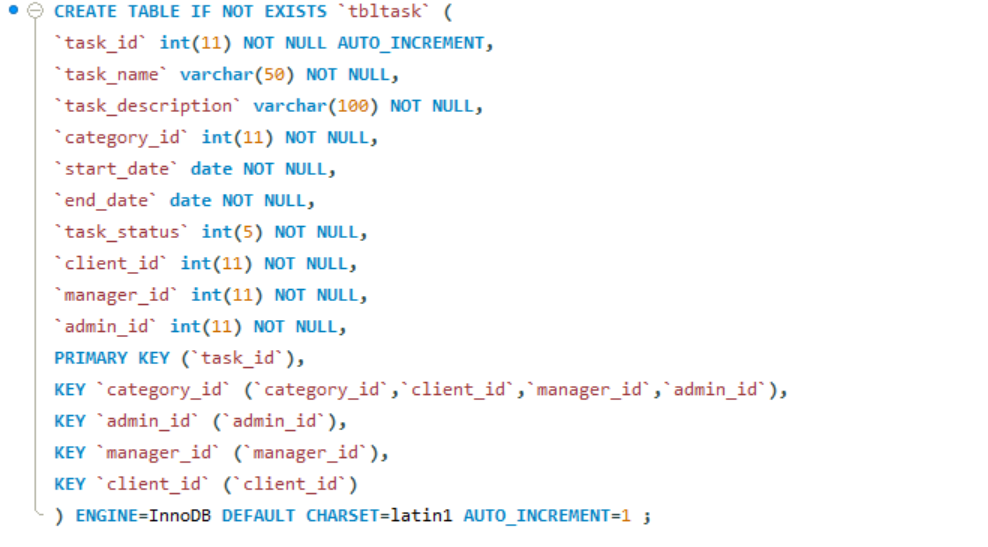 CREATE TABLE IF NOT EXISTS `tbltask` (
`task_id` int(11) NOT NULL AUTO_INCREMENT,
`task_name` varchar(50) NOT NULL,
`task_description` varchar(100) NOT NULL,
`category_id` int(11) NOT NULL,
`start_date` date NOT NULL,
`end_date` date NOT NULL,
`task_status` int(5) NOT NULL,
`client_id` int(11) NOT NULL,
`manager_id` int(11) NOT NULL,
`admin_id` int(11) NOT NULL,
PRIMARY KEY (`task_id`),
KEY `category_id` (`category_id`,`client_id`,`manager_id`,`admin_id`),
KEY `admin_id` (`admin_id`),
KEY `manager_id` (`manager_id`),
KEY `client_id` (`client_id`)
) ENGINE=InnoDB DEFAULT CHARSET=latin1 AUTO_INCREMENT=1 ;